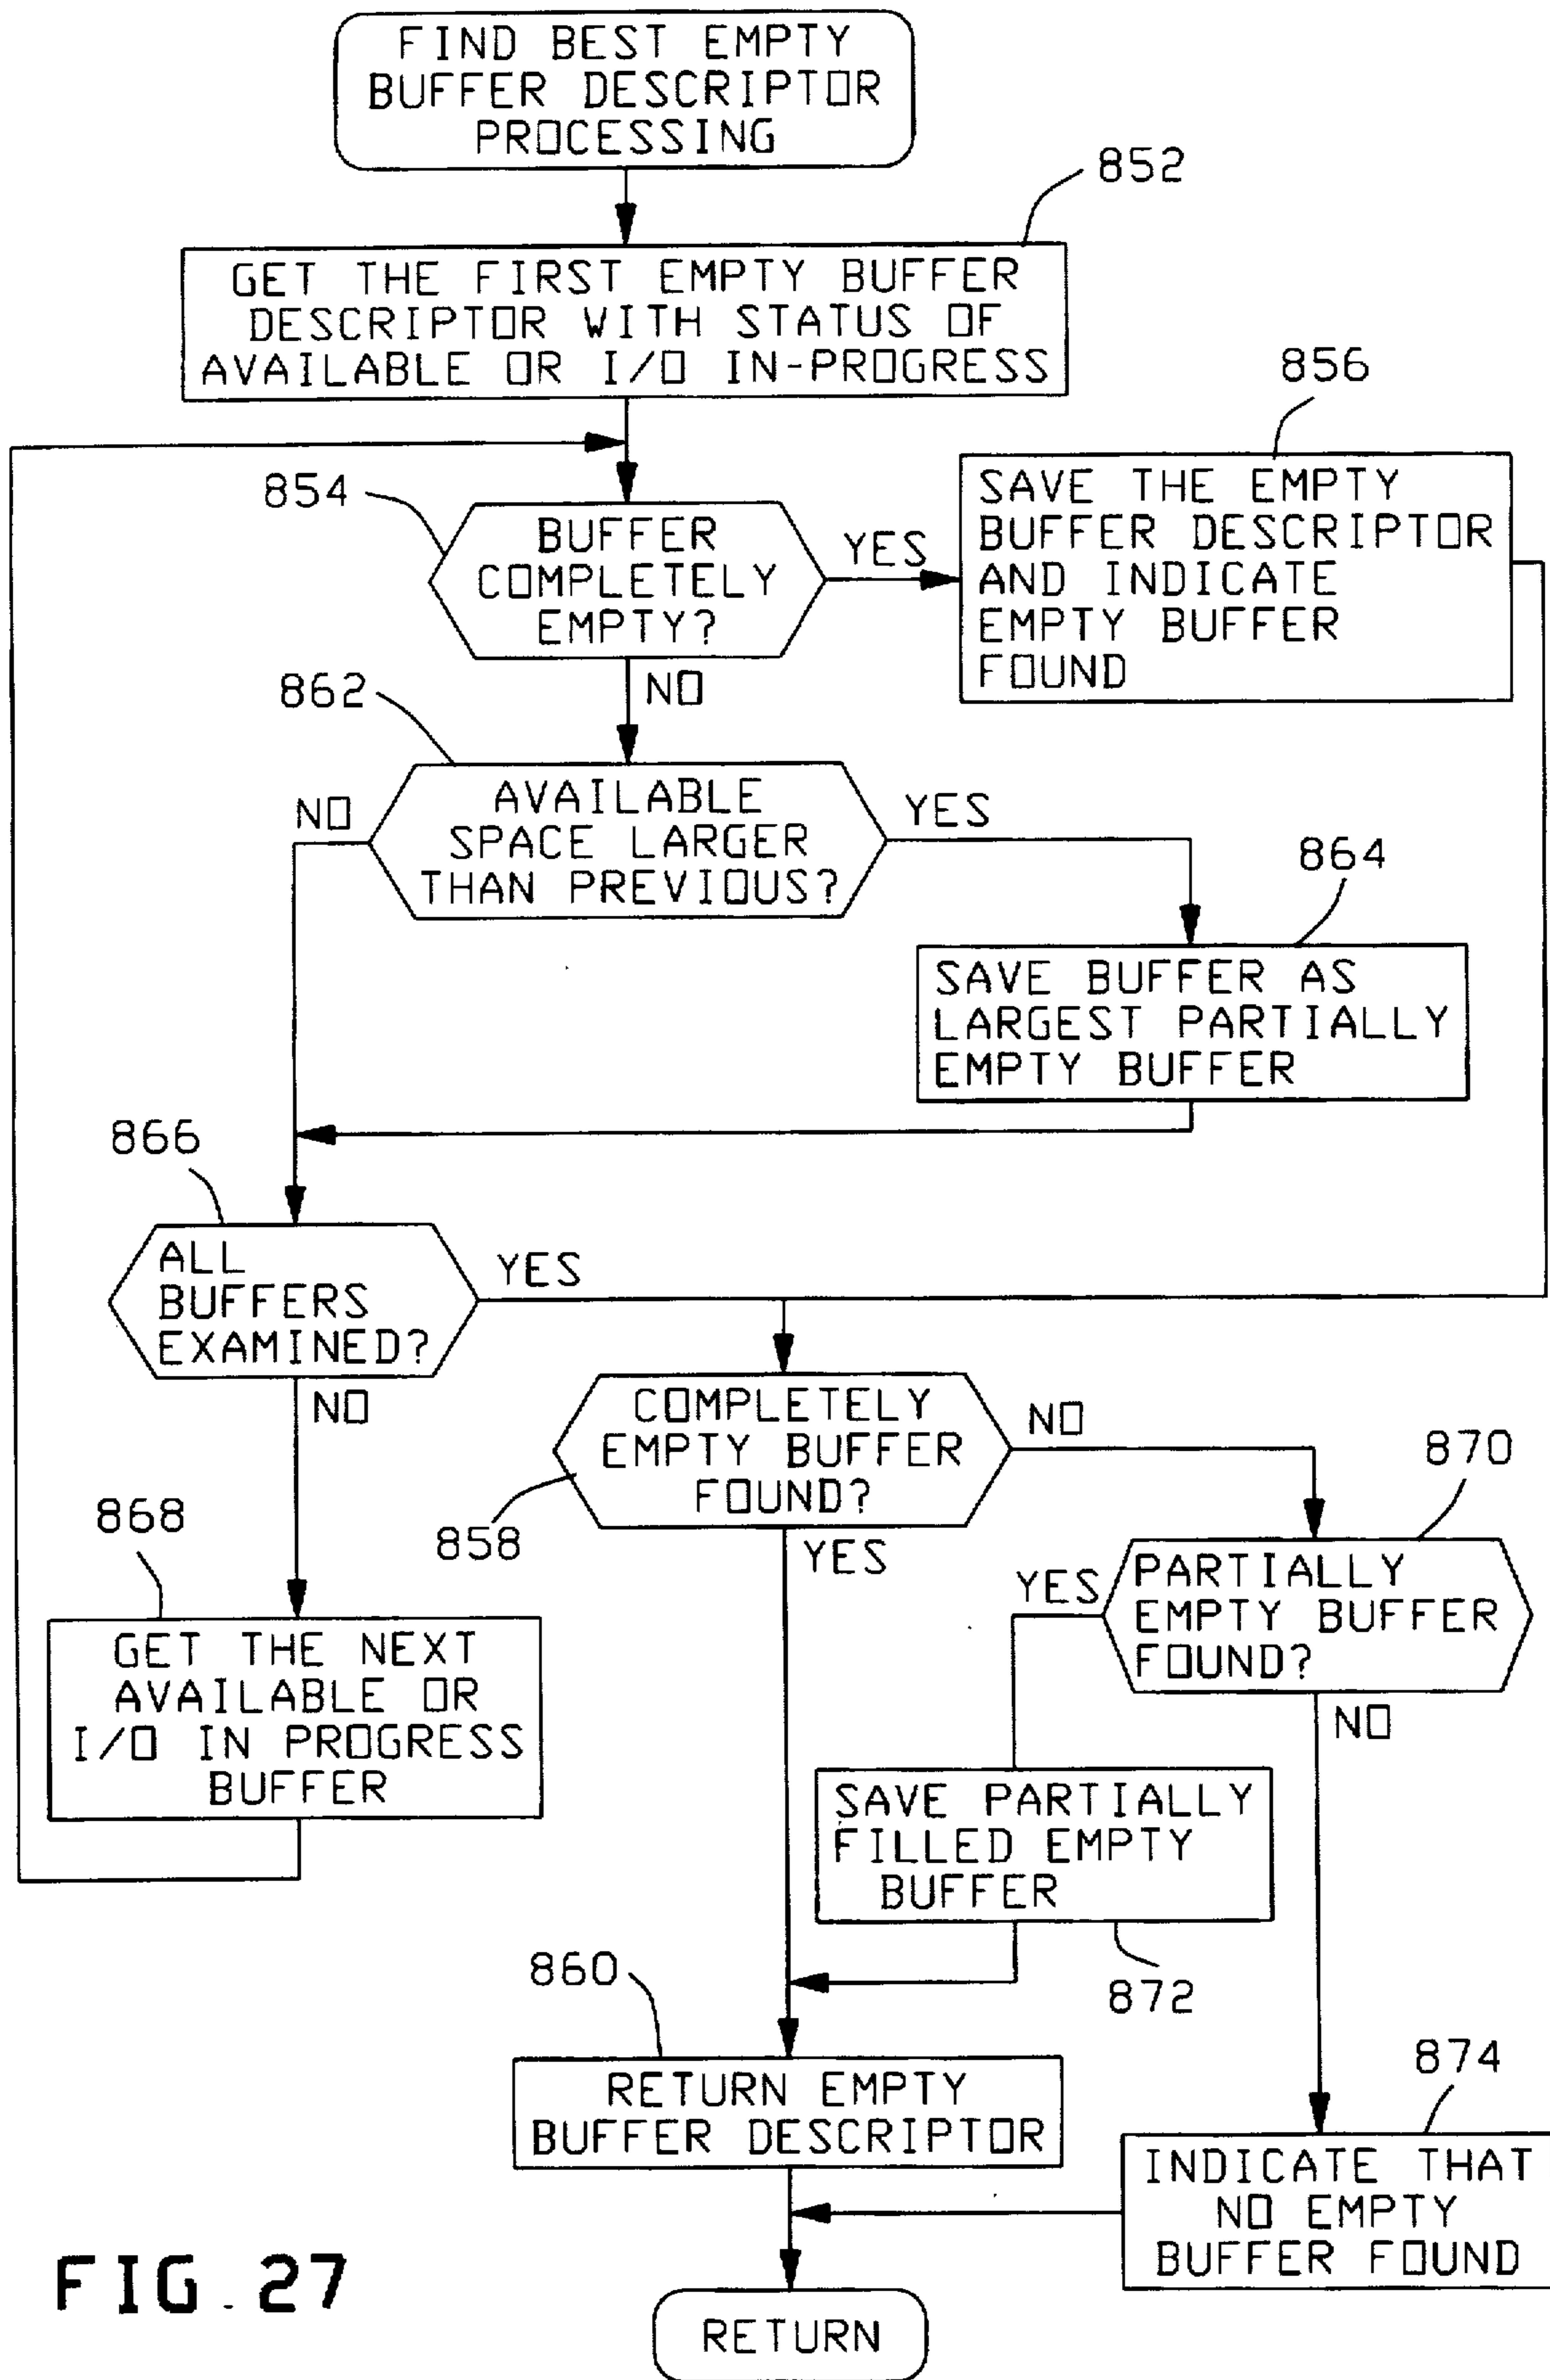 FIND BEST EMPTY
BUFFER DESCRIPTOR
PROCESSING
852
GET THE FIRST EMPTY BUFFER
DESCRIPTOR WITH STATUS OF
AVAILABLE OR I/O IN-PROGRESS
856
854
BUFFER
COMPLETELY
EMPTY?
YES
SAVE THE EMPTY
BUFFER DESCRIPTOR
AND INDICATE
EMPTY BUFFER
FOUND
NO
862
NO
AVAILABLE
SPACE LARGER
THAN PREVIOUS?
YES
864
SAVE BUFFER AS
LARGEST PARTIALLY
EMPTY BUFFER
866
ALL
BUFFERS
EXAMINED?
YES
NO
COMPLETELY
EMPTY BUFFER
FOUND?
NO
870
868
858
YES
YES
PARTIALLY
EMPTY BUFFER
FOUND?
NO
GET THE NEXT
AVAILABLE OR
I/O IN PROGRESS
BUFFER
SAVE PARTIALLY
FILLED EMPTY
BUFFER
860
872
874
RETURN EMPTY
BUFFER DESCRIPTOR
INDICATE THAT
NO EMPTY
BUFFER FOUND
FIG. 27
RETURN